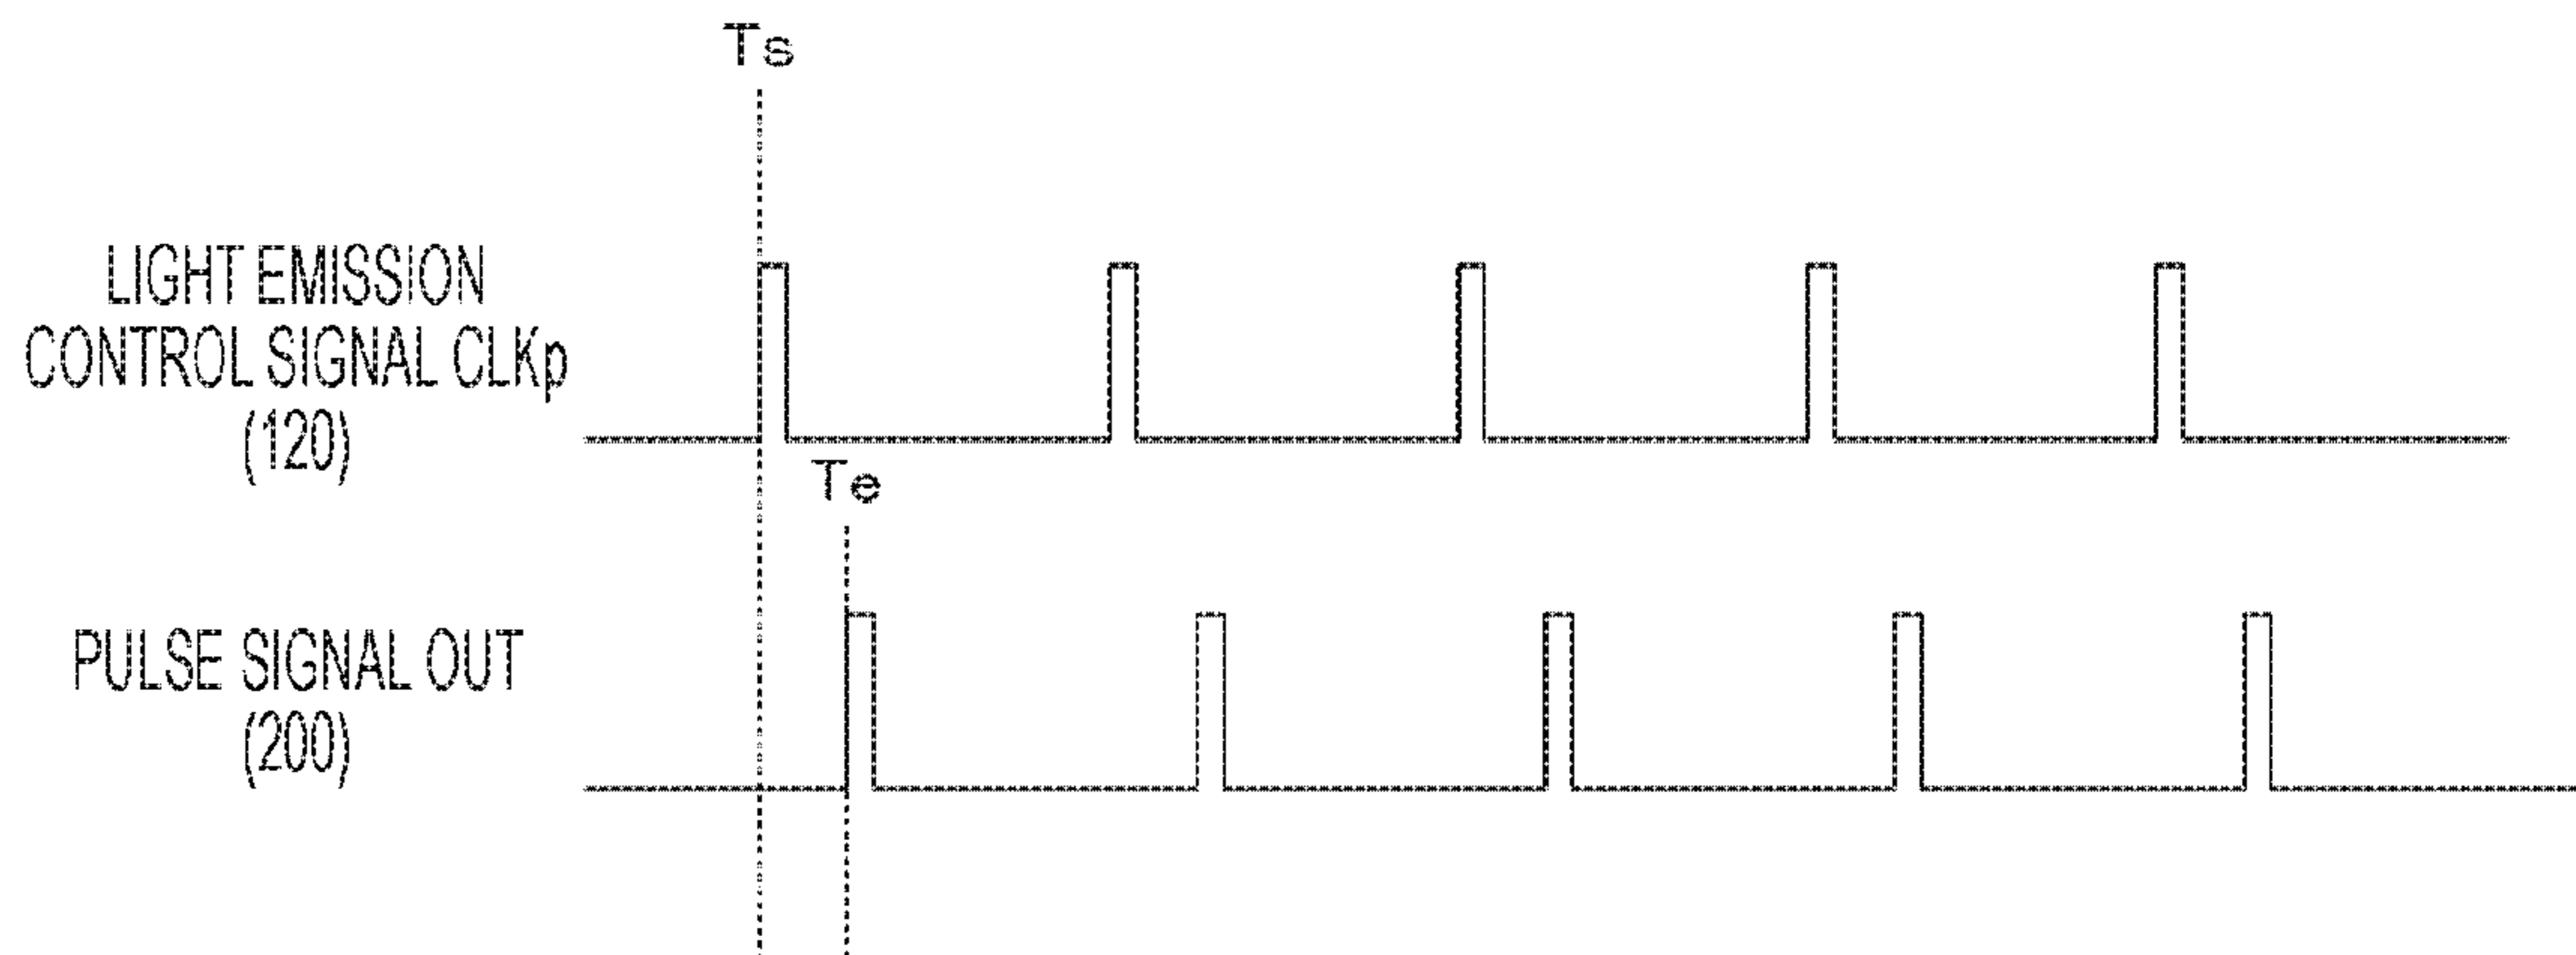 Ts
LIGHT EMISSION
CONTROL SIGNAL CLKp
(120)
Te
PULSE SIGNAL OUT
(200)